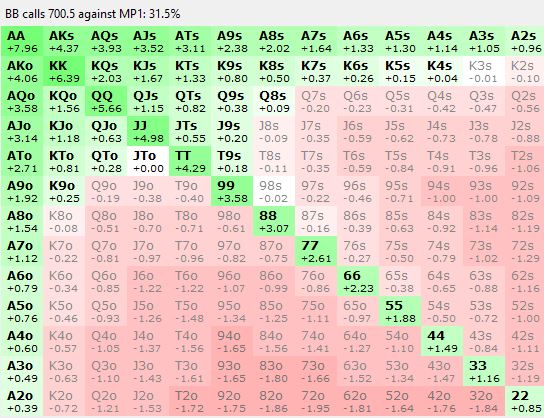 BB calls 700.5 against MP1: 31.5%
AA AKs AQs AJs ATs A9s A8s A7s A6s A5s A4s A3s A2s
+7.96 +4.37 +3.93 +3.52 +3.11 +2.38 +2.02 +1.64 +1.33 +1.30 +1.14 +1.05 +0.96
AKo KK KQs KJs KTs K9s K8s K7s K6s K5s K4s K3s K2s
+4.06 +6.39 +2.03 +1.67 +1.33 +0.80 +0.50 +0.37 +0.26 +0.15 +0.04 -0.01 -0.10
AQo KQo QQ QJs QTs Q9s Q8s Q7s Q6s Q5s Q4s Q3s Q2s
+3.58 +1.56 +5.66 +1.15 +0.82 +0.38 +0.09 -0.20 -0.23 -0.31 -0.42 -0.47 -0.56
AJo KJo QJo JJ JTs J9s J8s J7s J6s J5s J4s J3s J2s
+3.14 +1.18 +0.63 +4.98 +0.55 +0.20 -0.09 -0.35 -0.59 -0.62 -0.73 -0.78 -0.88
ATo KTo QTo JTo TT T9s T8s T7s T6s T5s T4s T3s T2s
+2.71 +0.81 +0.28 +0.00 +4.29 +0.18 -0.11 -0.35 -0.59 -0.84 -0.91 -0.96 -1.06
A9o K9o Q9o J9o T9o 99 98s 97s 96s 95s 94s 93s 92s
+1.92 +0.25 -0.19 -0.38 -0.40 +3.58 -0.02 -0.22 -0.46 -0.71 -1.00 -1.00 -1.09
A8o K8o Q8o J8o T8o 98o 88 87s 86s 85s 84s 83s 82s
+1.54 -0.08 -0.51 -0.70 -0.71 -0.61 +3.07 -0.16 -0.39 -0.63 -0.92 -1.14 -1.19
A7o K7o Q7o J7o T7o 97o 87o 77 76s 75s 74s 73s 72s
+1.12 -0.22 -0.81 -0.97 -0.96 -0.82 -0.75 +2.61 -0.27 -0.50 -0.79 -1.02 -1.29
A6o K6o Q6o J6o T6o 96o 86o 76o 66 65s 64s 63s 62s
+0.79 -0.34 -0.85 -1.22 -1.22 -1.07 -0.99 -0.86 +2.23 -0.38 -0.65 -0.88 -1.16
A5o K5o Q5o J5o T5o 95o 85o 75o 65o 55 54s 53s 52s
+0.76 -0.46 -0.93 -1.26 -1.48 -1.34 -1.25 -1.11 -0.97 +1.88 -0.50 -0.72 -1.00
A4o K4o Q4o J4o T4o 94o 84o 74o 64o 54o 44 43s 42s
+0.60 -0.57 -1.05 -1.37 -1.56 -1.65 -1.56 -1.41 -1.27 -1.10 +1.49 -0.84 -1.11
A3o K3o Q3o J3o T3o 93o 83o 73o 63o 53o 43o 33 32s
+0.49 -0.63 -1.10 -1.43 -1.61 -1.65 -1.80 -1.66 -1.52 -1.34 -1.47 +1.16 -1.19
A2o K2o Q2o J2o T2o 92o 82o 72o 62o 52o 42o 32o 22
+0.39 -0.72 -1.21 -1.53 -1.72 -1.75 -1.86 -1.95 -1.81 -1.64 -1.76 -1.84 +0.85